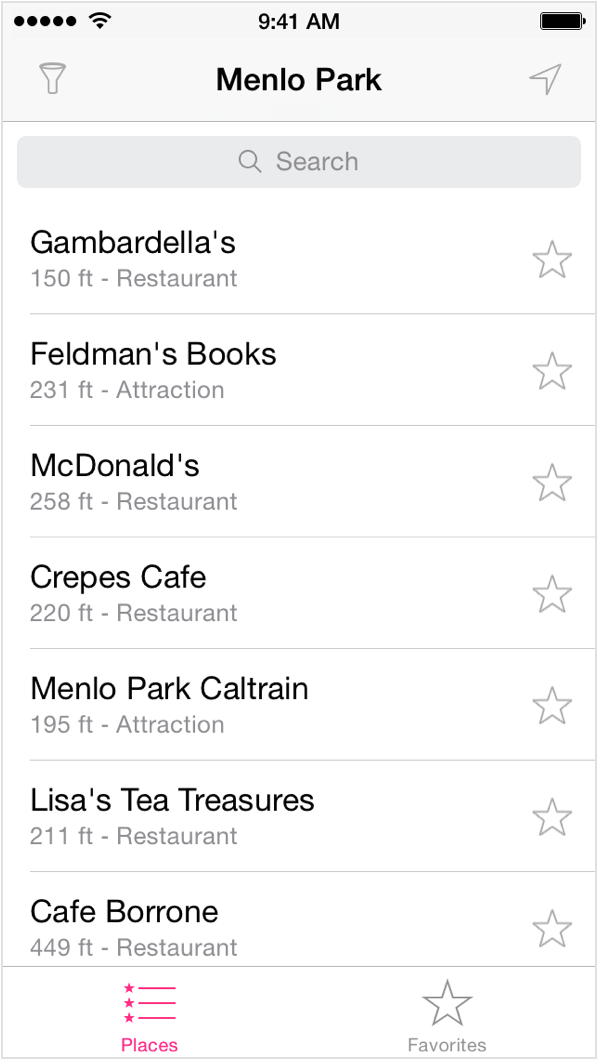 9:41 AM
Menlo Park
Search
Gambardella's
150 ft - Restaurant
Feldman's Books
231 ft - Attraction
McDonald's
258 ft - Restaurant
Crepes Cafe
220 ft - Restaurant
Menlo Park Caltrain
195 ft - Attraction
Lisa's Tea Treasures
211 ft - Restaurant
Cafe Borrone
449 ft - Restaurant
Places
Favorites